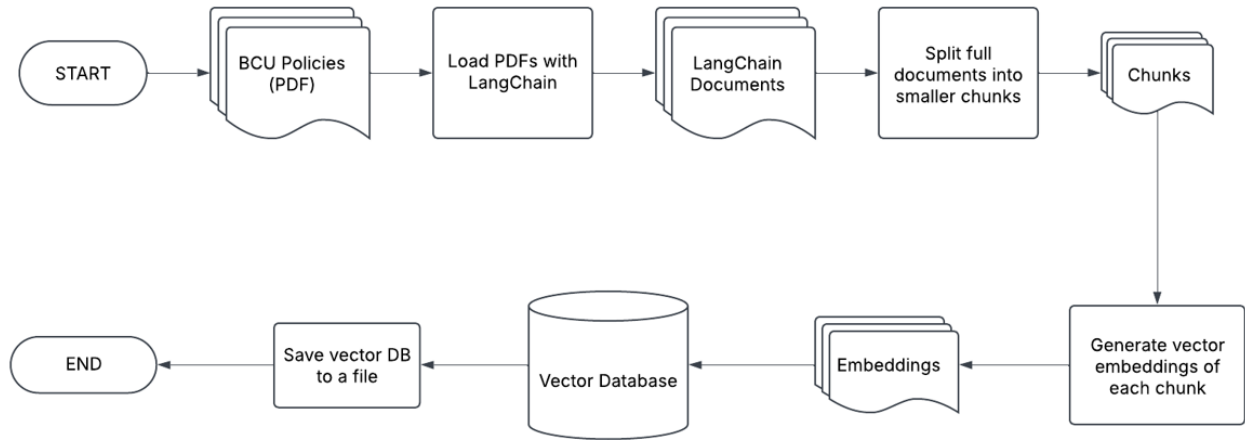 START
BCU Policies
(PDF)
Load PDFs with
LangChain
LangChain
Documents
Split full
documents into
smaller chunks
Chunks
Generate vector
embeddings of
each chunk
Embeddings
Vector Database
Save vector DB
to a file
END